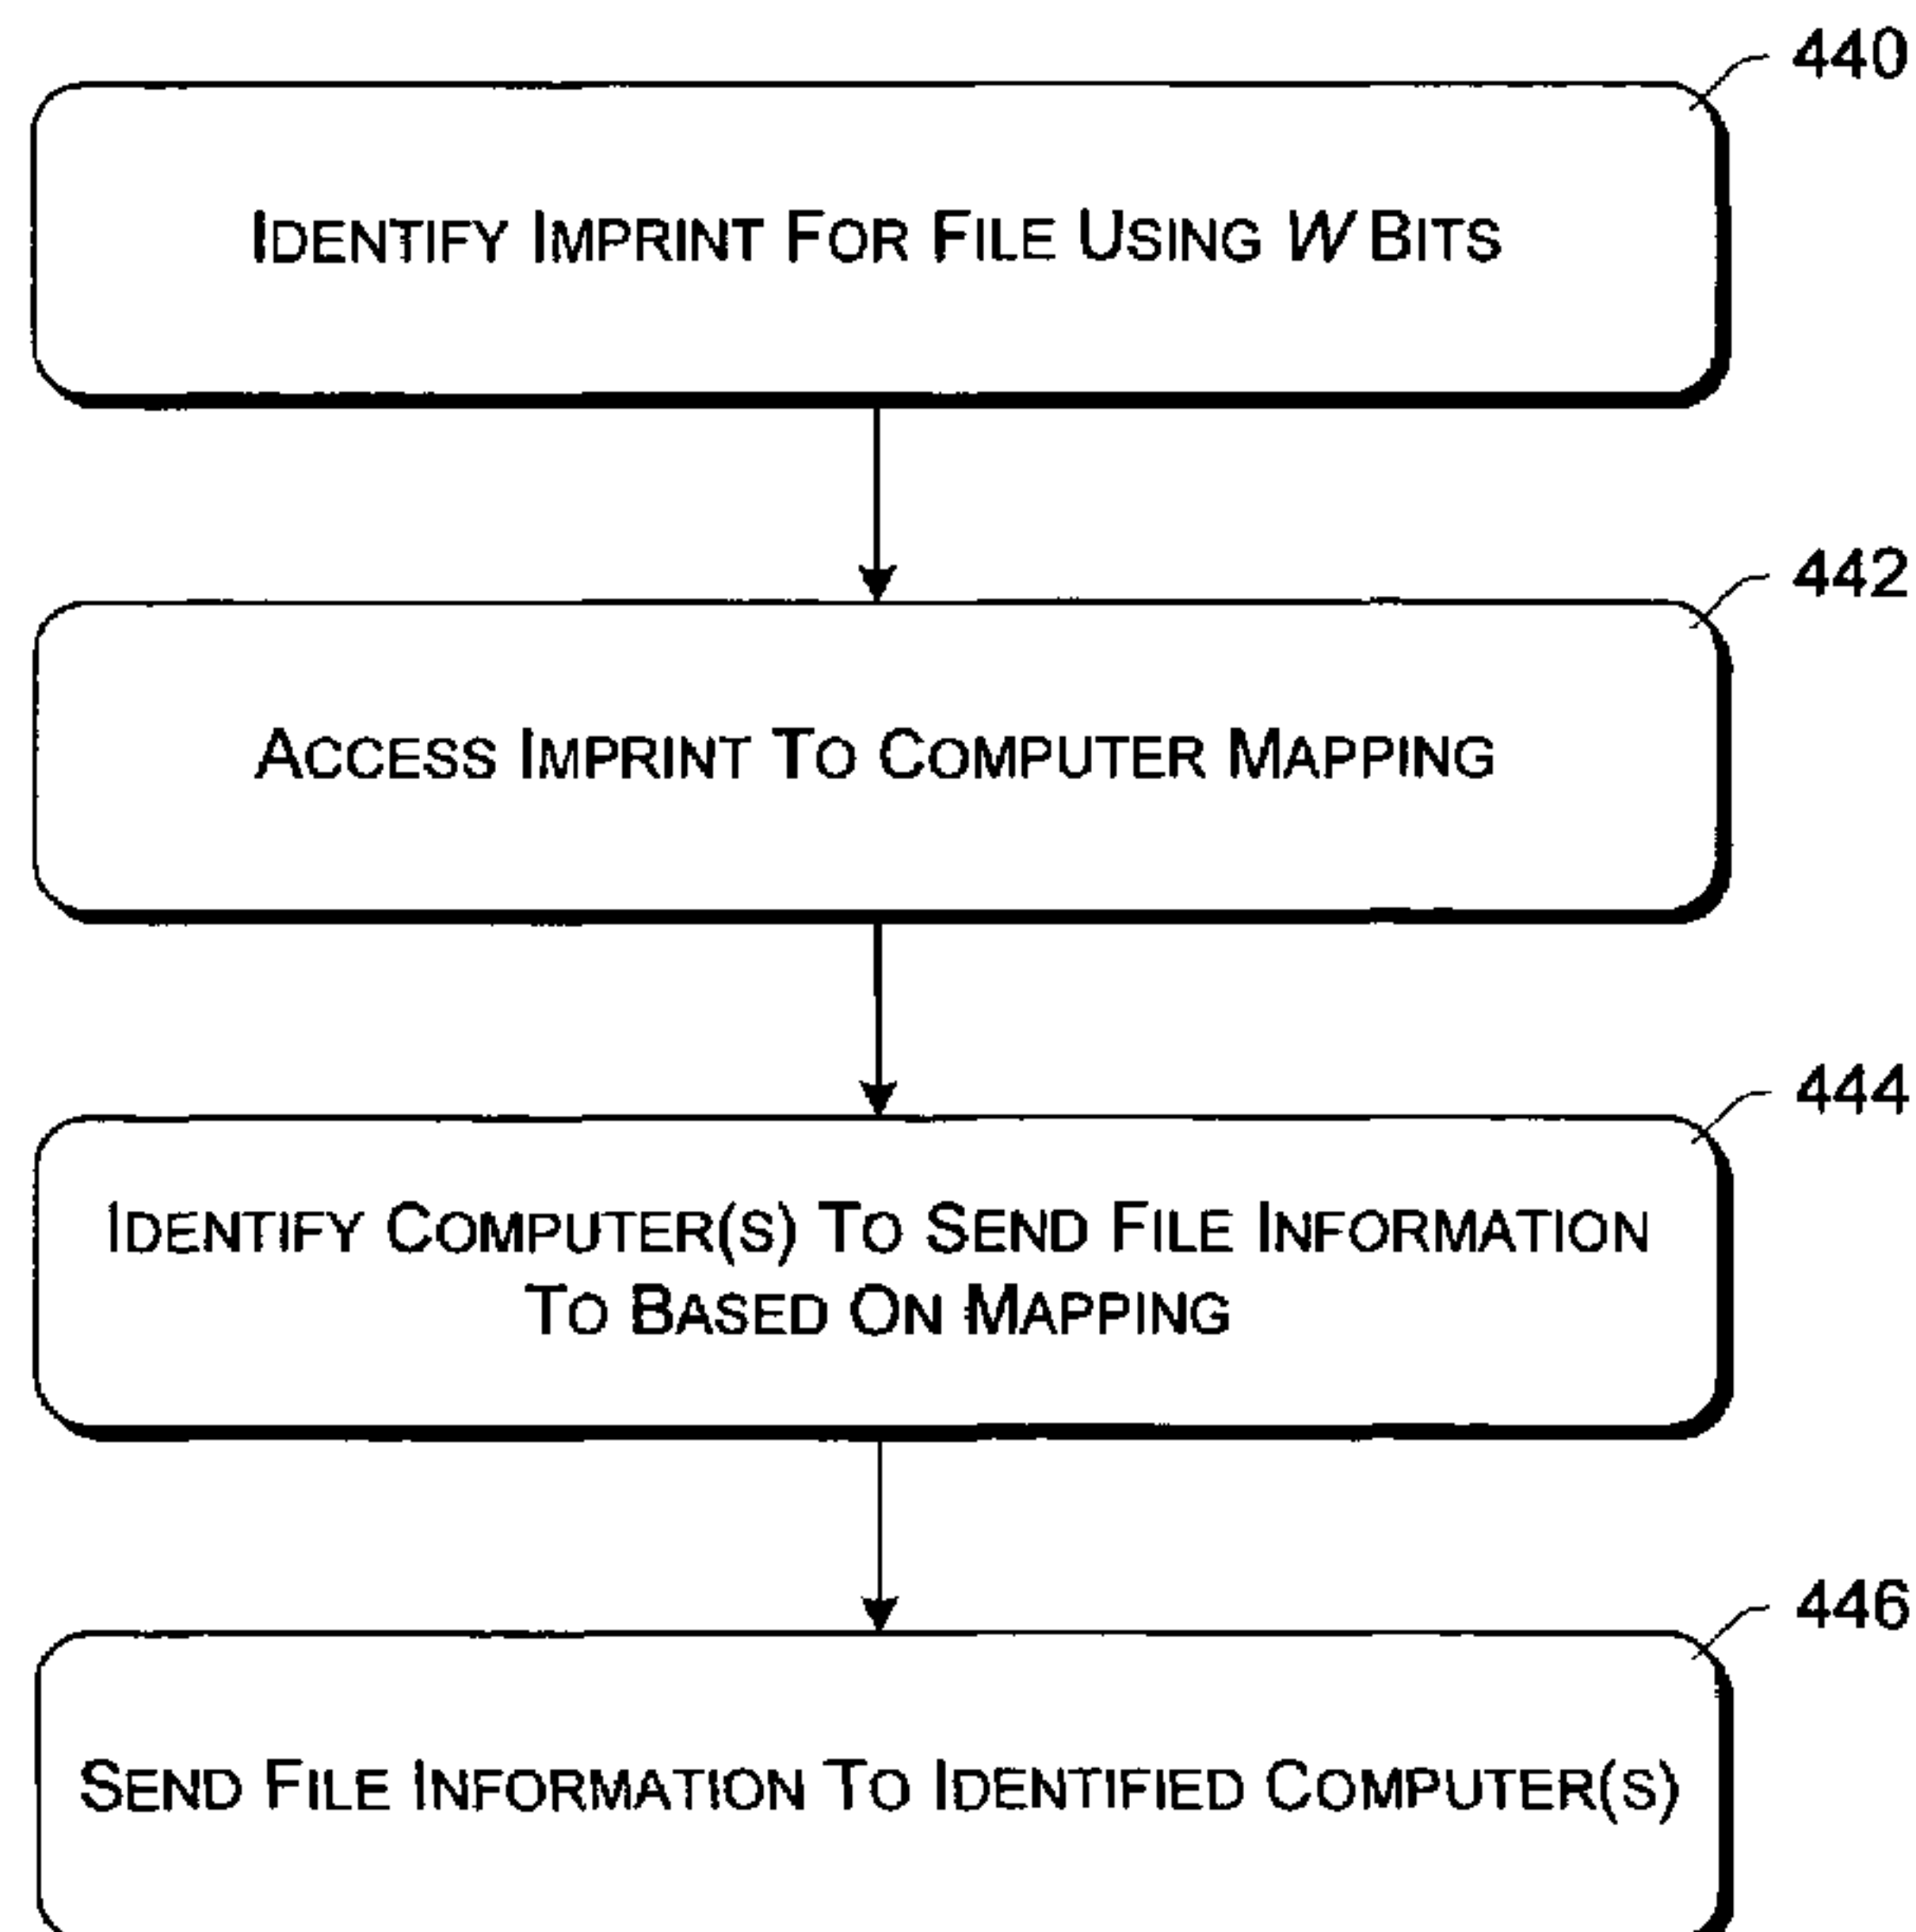 440
IDENTIFY IMPRINT FOR FILE USING W BITS
442
ACCESS IMPRINT TO COMPUTER MAPPING
444
IDENTIFY COMPUTER(S) TO SEND FILE INFORMATION
TO BASED ON MAPPING
446
SEND FILE INFORMATION TO IDENTIFIED COMPUTER(S)